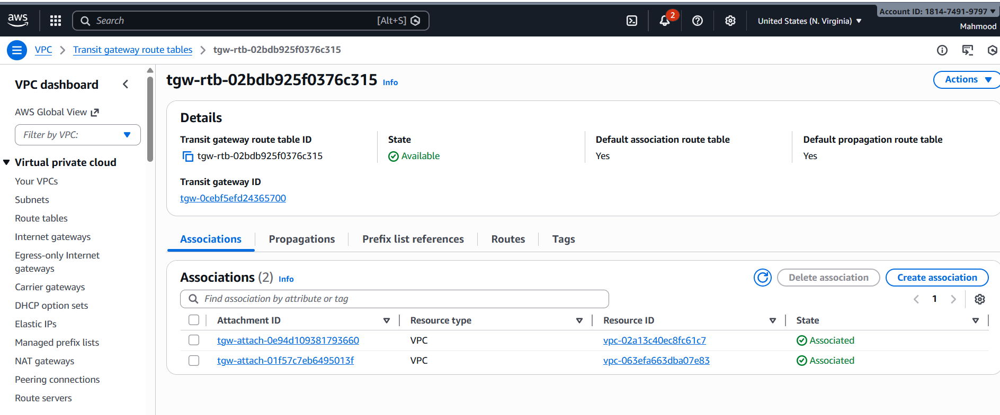 aws
Search
[Alt+S]
2
United States (N. Virginia)
Account ID: 1814-7491-9797
Mahmood
VPC
Transit gateway route tables
tgw-rtb-02bdb925f0376c315
VPC dashboard
AWS Global View
Filter by VPC:
Virtual private cloud
Your VPCs
Subnets
Route tables
Internet gateways
Egress-only Internet
gateways
Carrier gateways
DHCP option sets
Elastic IPs
Managed prefix lists
NAT gateways
Peering connections
Route servers
tgw-rtb-02bdb925f0376c315 Info
Actions
Details
Transit gateway route table ID
tgw-rtb-02bdb925f0376c315
State
Available
Default association route table
Yes
Default propagation route table
Yes
Transit gateway ID
tgw-0cebf5efd24365700
Associations Propagations Prefix list references Routes Tags
Associations (2) Info
Delete association
Create association
Find association by attribute or tag
1
Attachment ID Resource type Resource ID State
tgw-attach-0e94d109381793660 VPC vpc-02a13c40ec8fc61c7 Associated
tgw-attach-01f57c7eb6495013f VPC vpc-063efa663dba07e83 Associated